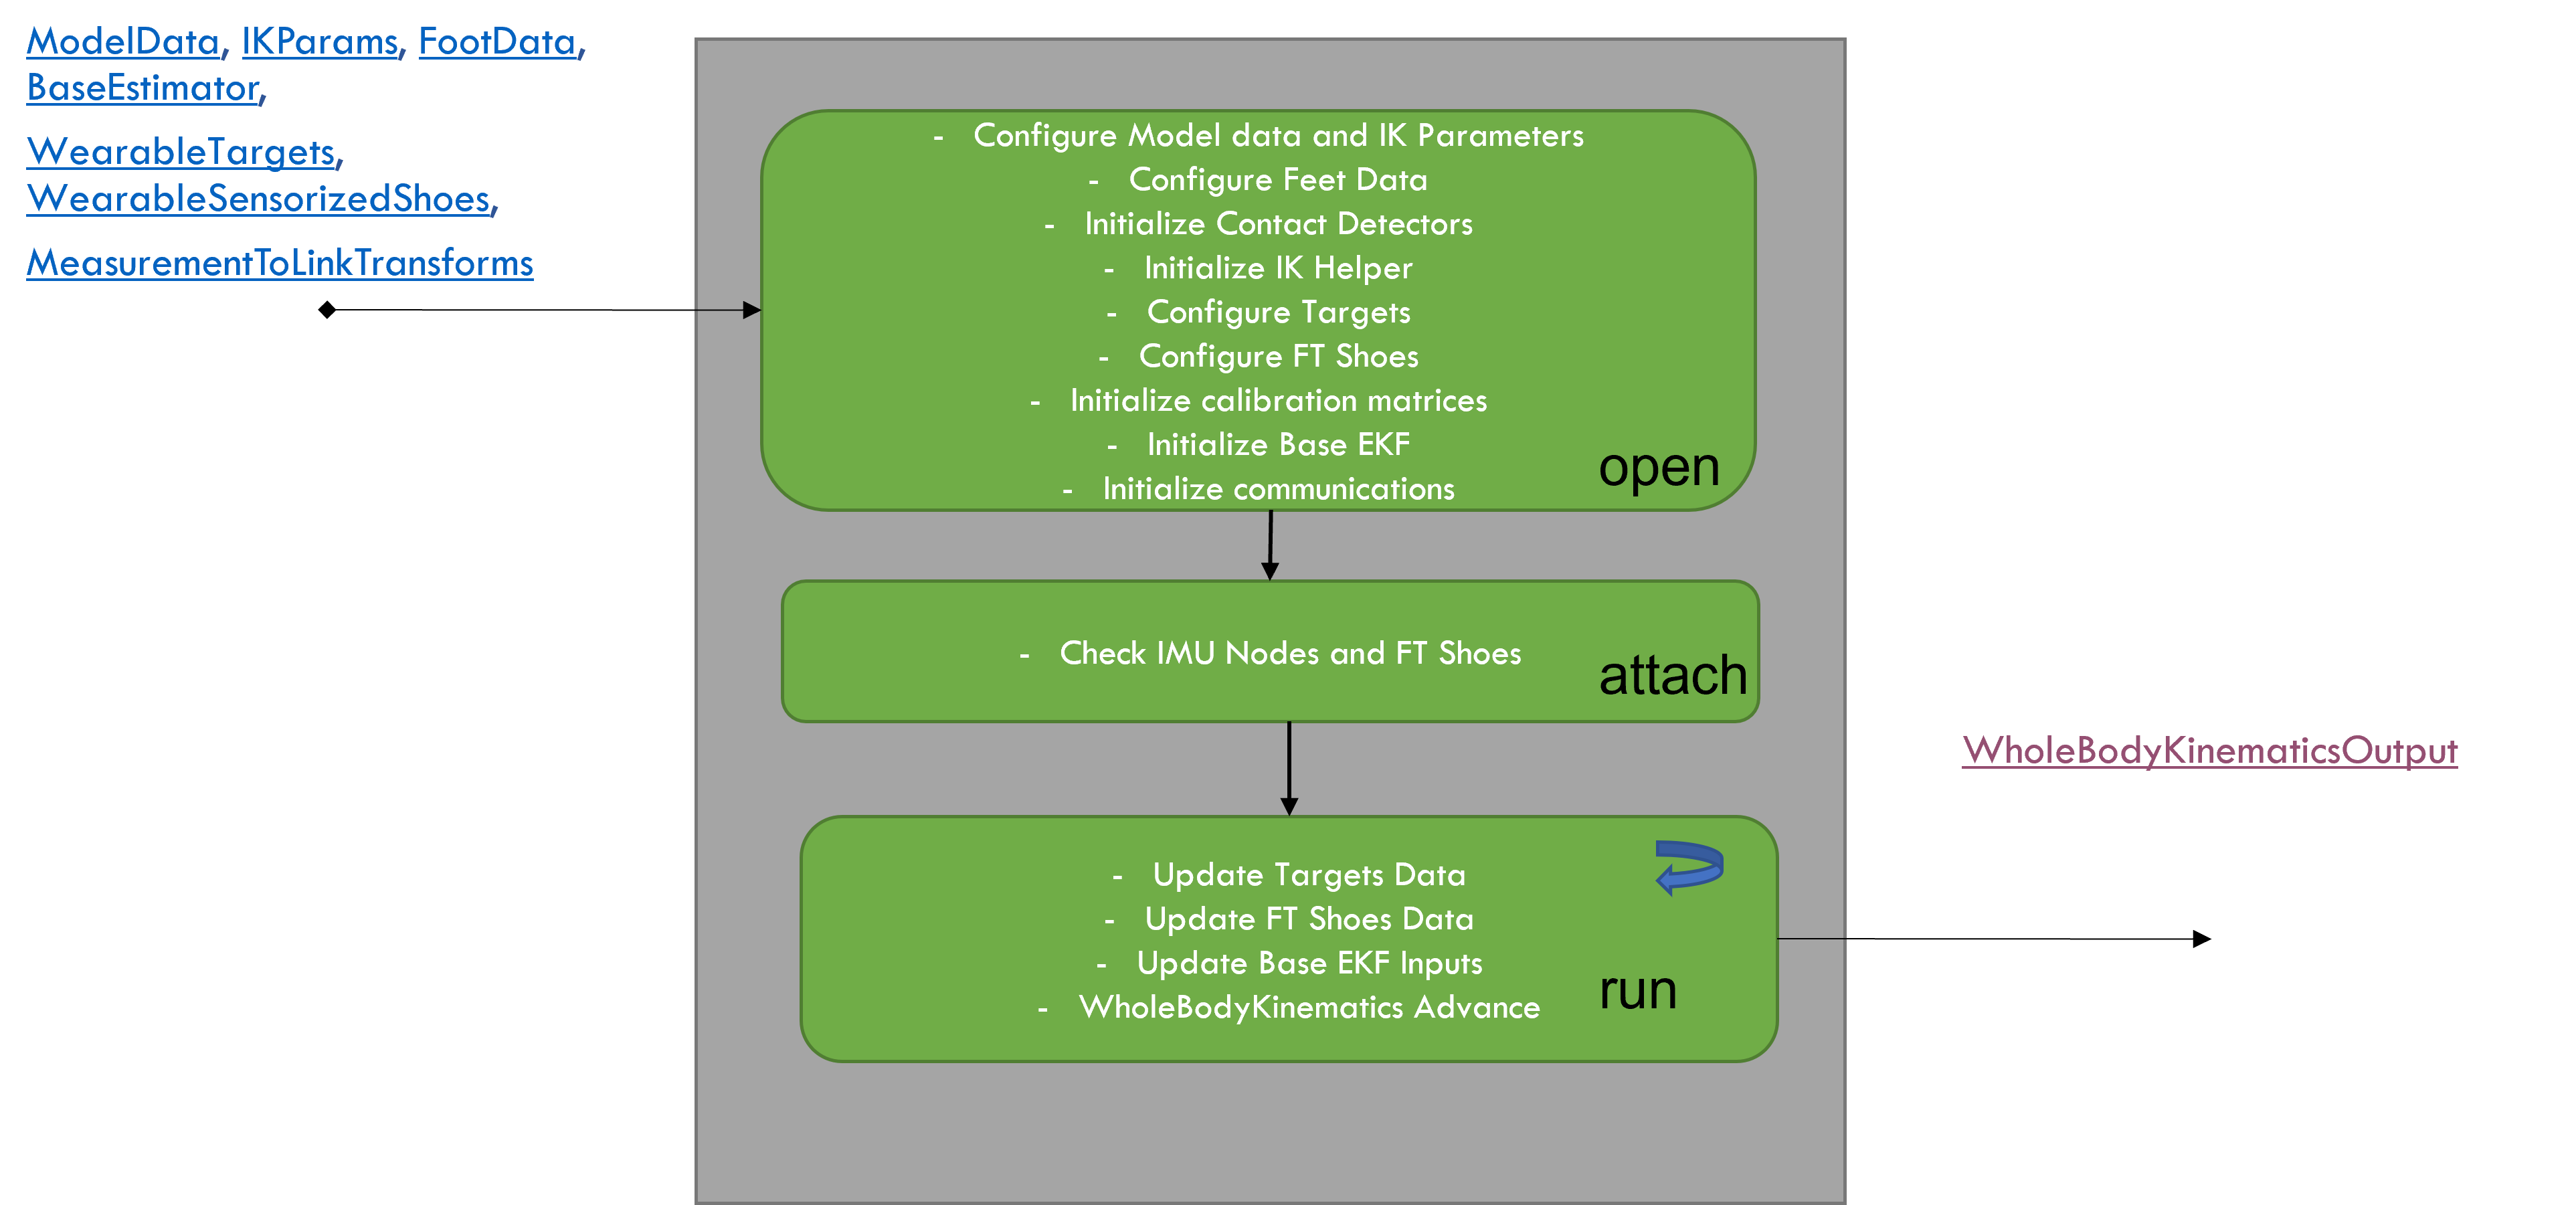 ModelData, IKParams, FootData,
BaseEstimator,
WearableTargets,
WearableSensorizedShoes,
MeasurementToLinkTransforms
- Configure Model data and IK Parameters
- Configure Feet Data
- Initialize Contact Detectors
- Initialize IK Helper
- Configure Targets
- Configure FT Shoes
- Initialize calibration matrices
- Initialize Base EKF
- Initialize communications
open
- Check IMU Nodes and FT Shoes
attach
- Update Targets Data
- Update FT Shoes Data
- Update Base EKF Inputs
- WholeBodyKinematics Advance
run
WholeBodyKinematicsOutput